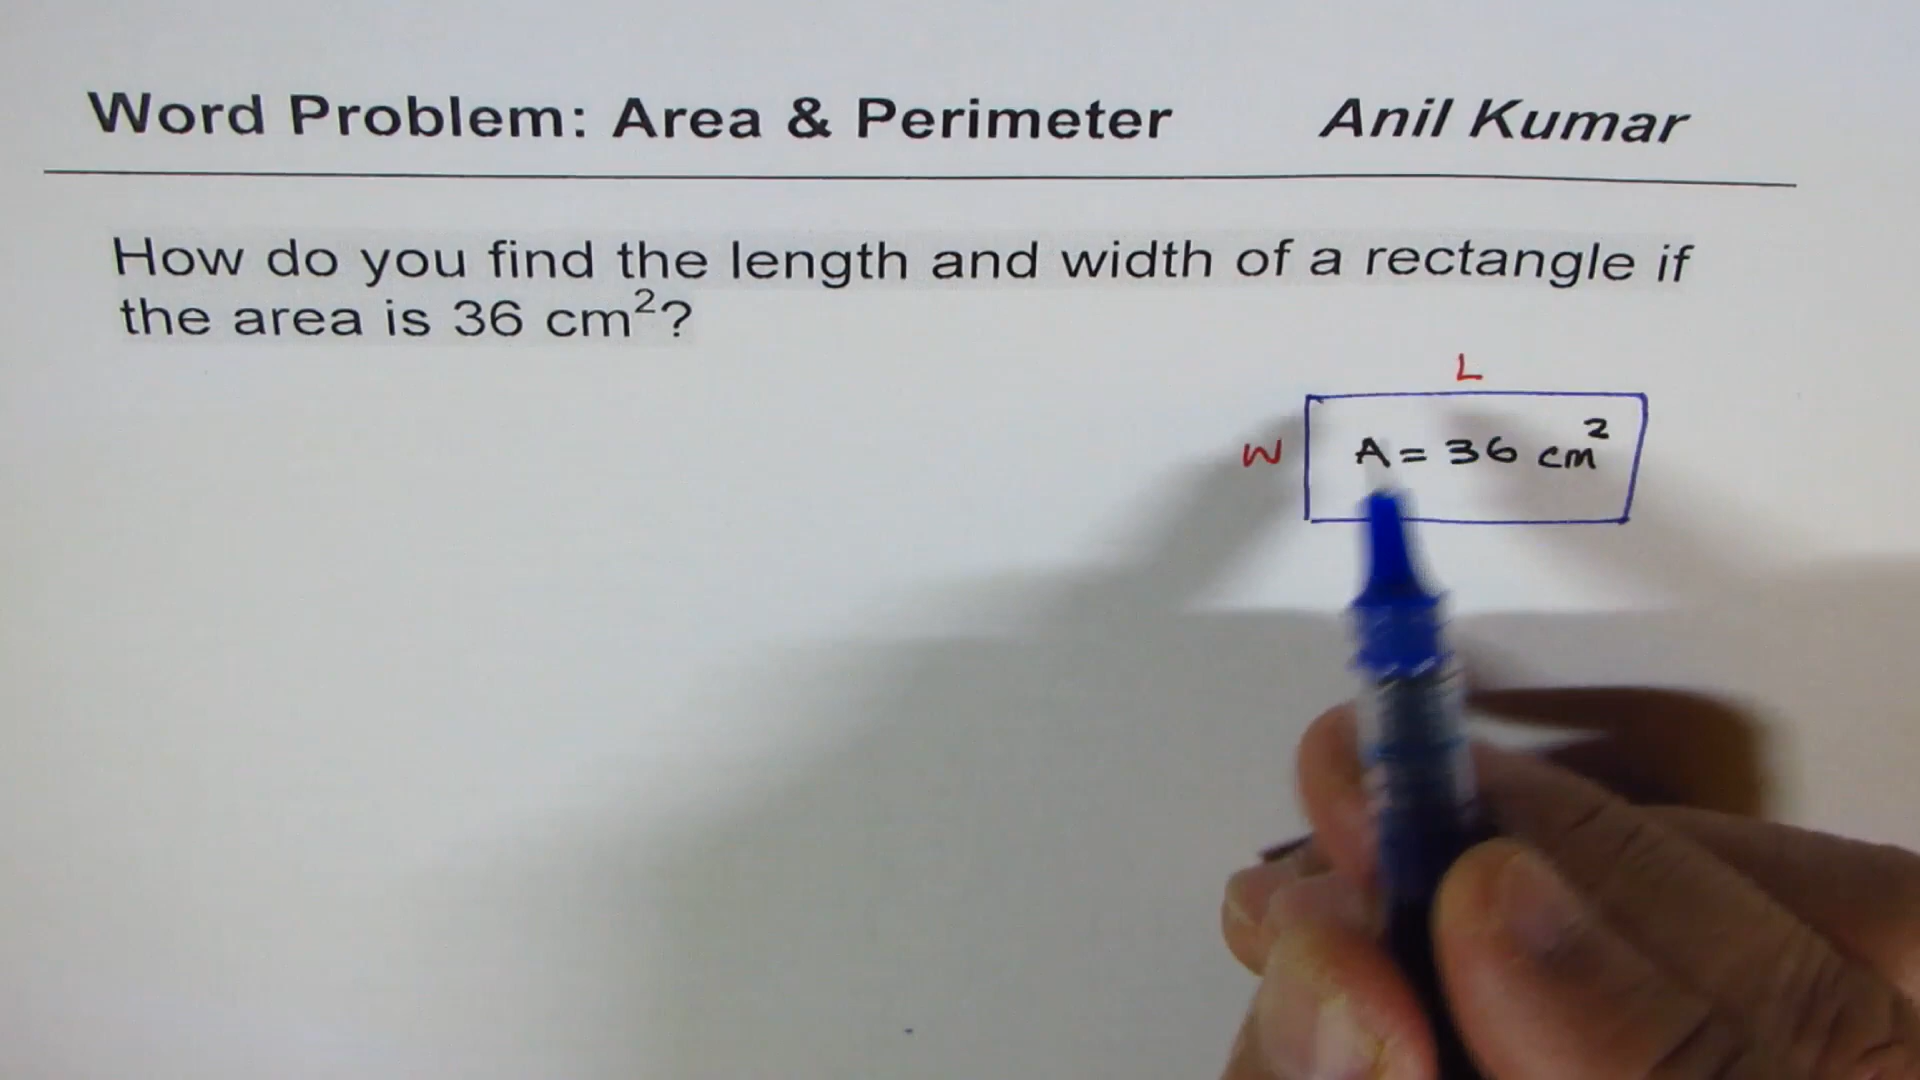 Word Problem: Area & Perimeter Anil Kumar
How do you find the length and width of a rectangle if
the area is 36 cm²?
L
W A = 36 cm²